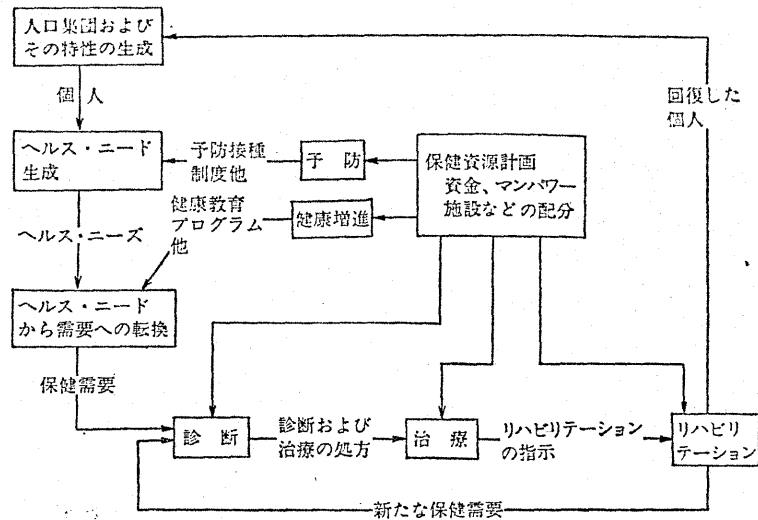 人口集団および
その特性の生成
個人
回復した
個人
ヘルス・ニード
生成
予防接種
制度他
予防
保健資源計画
資金、マンパワー
施設などの配分
健康教育
プログラム
他
健康増進
ヘルス・ニーズ
ヘルス・ニード
から需要への転換
保健需要
診断
診断および
治療の処方
治療
リハビリテーション
の指示
リハビリ
テーション
新たな保健需要